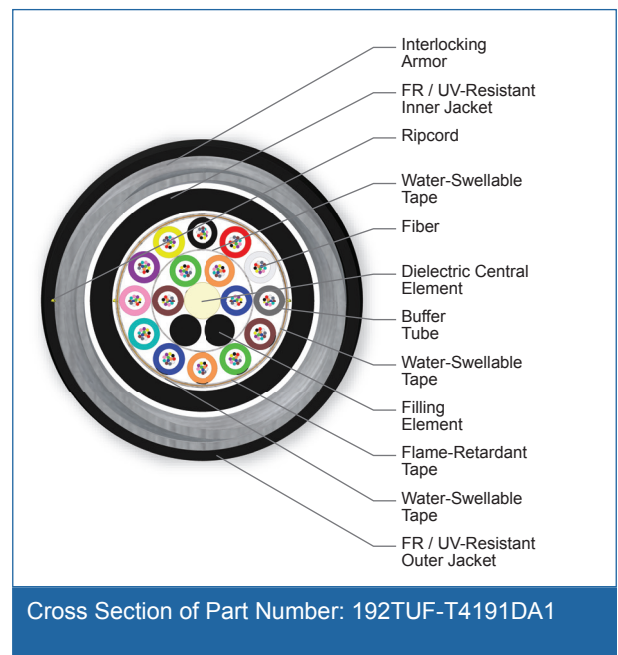 Interlocking
Armor
FR / UV-Resistant
Inner Jacket
Ripcord
Water-Swellable
Tape
Fiber
Dielectric Central
Element
Buffer
Tube
Water-Swellable
Tape
Filling
Element
Flame-Retardant
Tape
Water-Swellable
Tape
FR / UV-Resistant
Outer Jacket
Cross Section of Part Number: 192TUF-T4191DA1